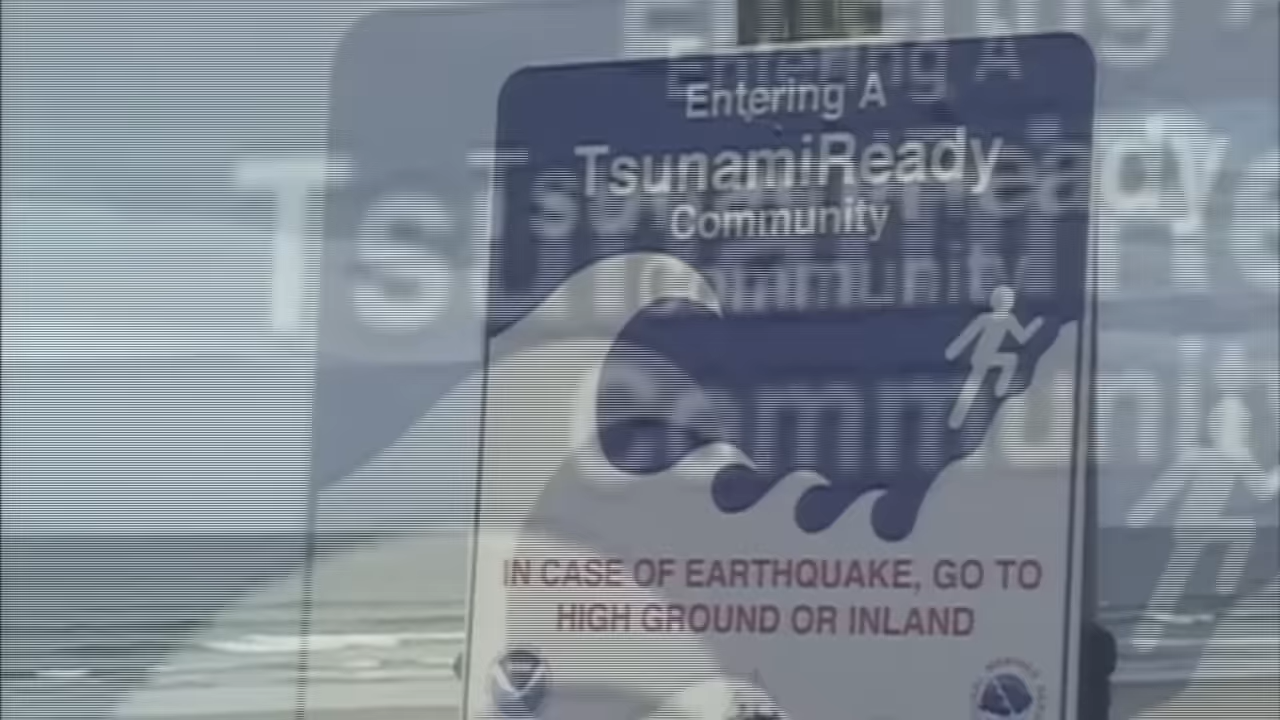 Entering A
TsunamiReady
Community
IN CASE OF EARTHQUAKE, GO TO
HIGH GROUND OR INLAND